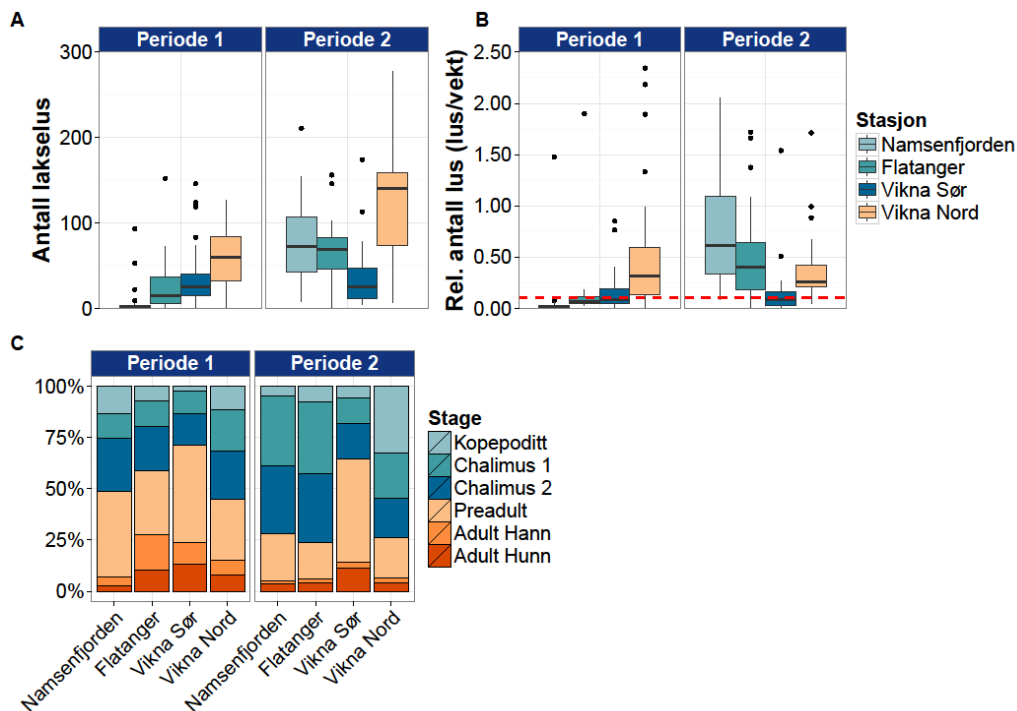 A
Periode 1
Periode 2
300
200
100
0
Antall lakselus
B
Periode 1
Periode 2
2.50
2.00
1.50
1.00
0.50
0.00
Rel. antall lus (lus/vekt)
Stasjon
Namsenfjorden
Flatanger
Vikna Sør
Vikna Nord
C
Periode 1
Periode 2
100%
75%
50%
25%
0%
Namsenfjorden
Flatanger
Vikna Sør
Vikna Nord
Namsenfjorden
Flatanger
Vikna Sør
Vikna Nord
Stage
Kopepoditt
Chalimus 1
Chalimus 2
Preadult
Adult Hann
Adult Hunn